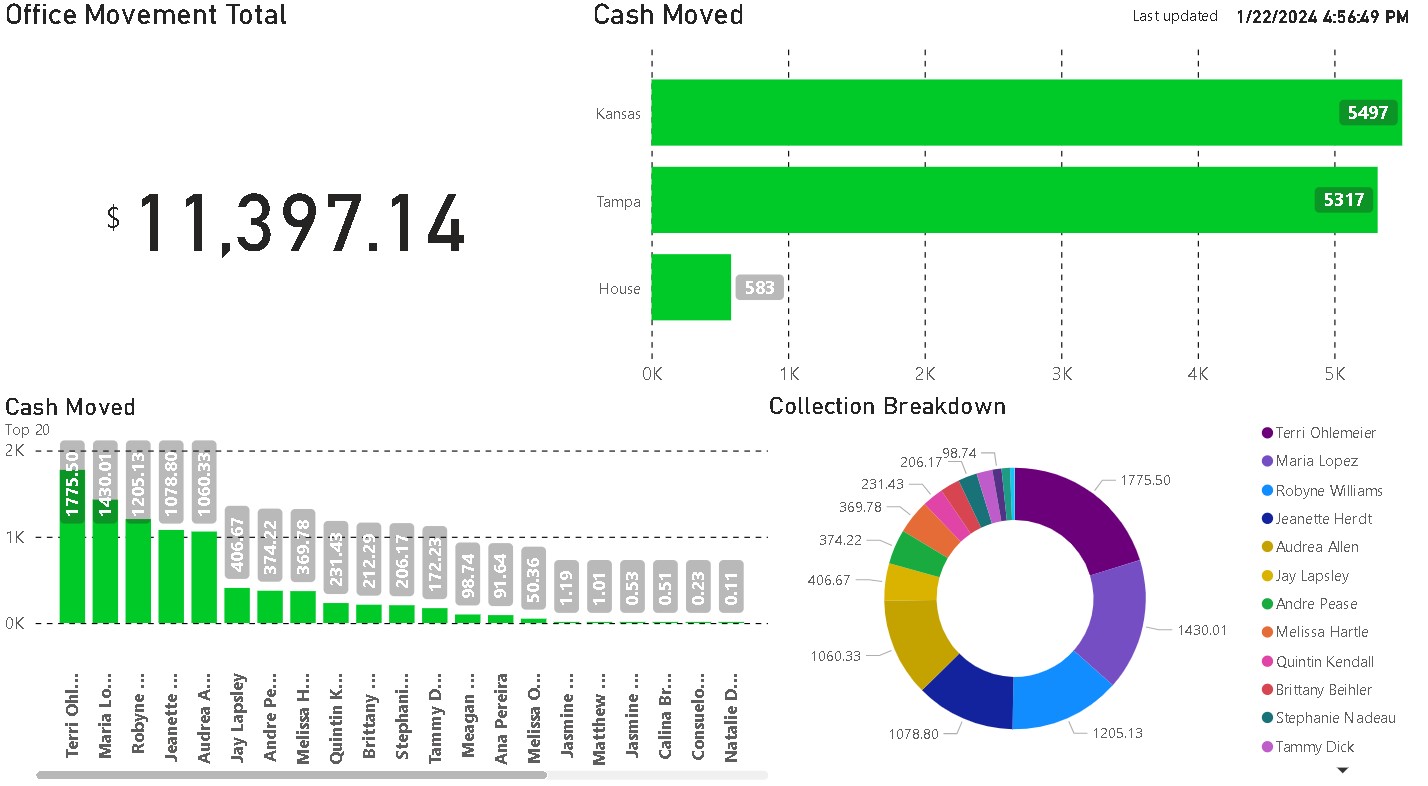 Office Movement Total
$ 11,397.14
Cash Moved
Last updated 1/22/2024 4:56:49 PM
Kansas 5497
Tampa 5317
House 583
0K 1K 2K 3K 4K 5K
Cash Moved
Top 20
2K
1K
0K
1775.50 1430.01 1205.13 1078.80 1060.33 406.67 374.22 369.78 231.43 212.29 206.17 172.23 98.74 91.64 50.36 1.19 1.01 0.53 0.51 0.23 0.11
Terri Ohl...
Maria Lo...
Robyne ...
Jeanette ...
Audrea A...
Jay Lapsley
Andre Pe...
Melissa H...
Quintin K...
Brittany ...
Stephani...
Tammy D...
Meagan ...
Ana Pereira
Melissa O...
Jasmine ...
Matthew ...
Jasmine ...
Calina Br...
Consuelo...
Natalie D...
Collection Breakdown
1775.50
1430.01
1205.13
1078.80
1060.33
406.67
374.22
369.78
231.43
206.17
98.74
Terri Ohlemeier
Maria Lopez
Robyne Williams
Jeanette Herdt
Audrea Allen
Jay Lapsley
Andre Pease
Melissa Hartle
Quintin Kendall
Brittany Beihler
Stephanie Nadeau
Tammy Dick